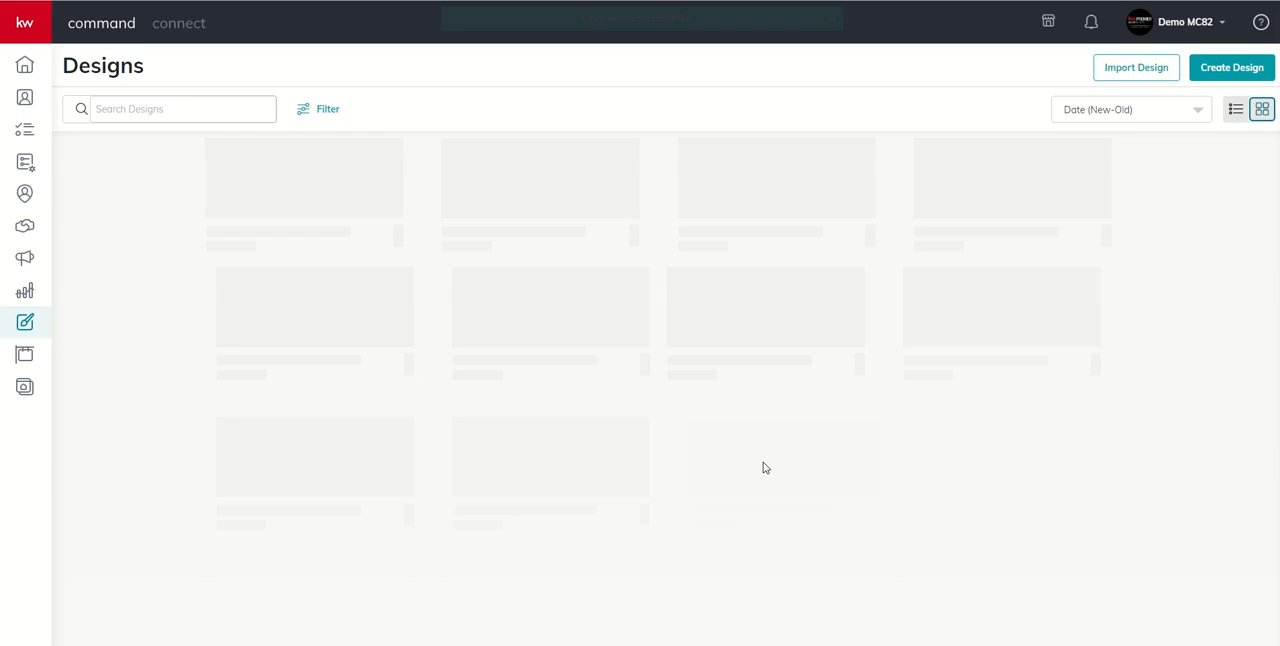 kw
command
connect
Demo MC82
?
Designs
Import Design
Create Design
Search Designs
Filter
Date (New-Old)